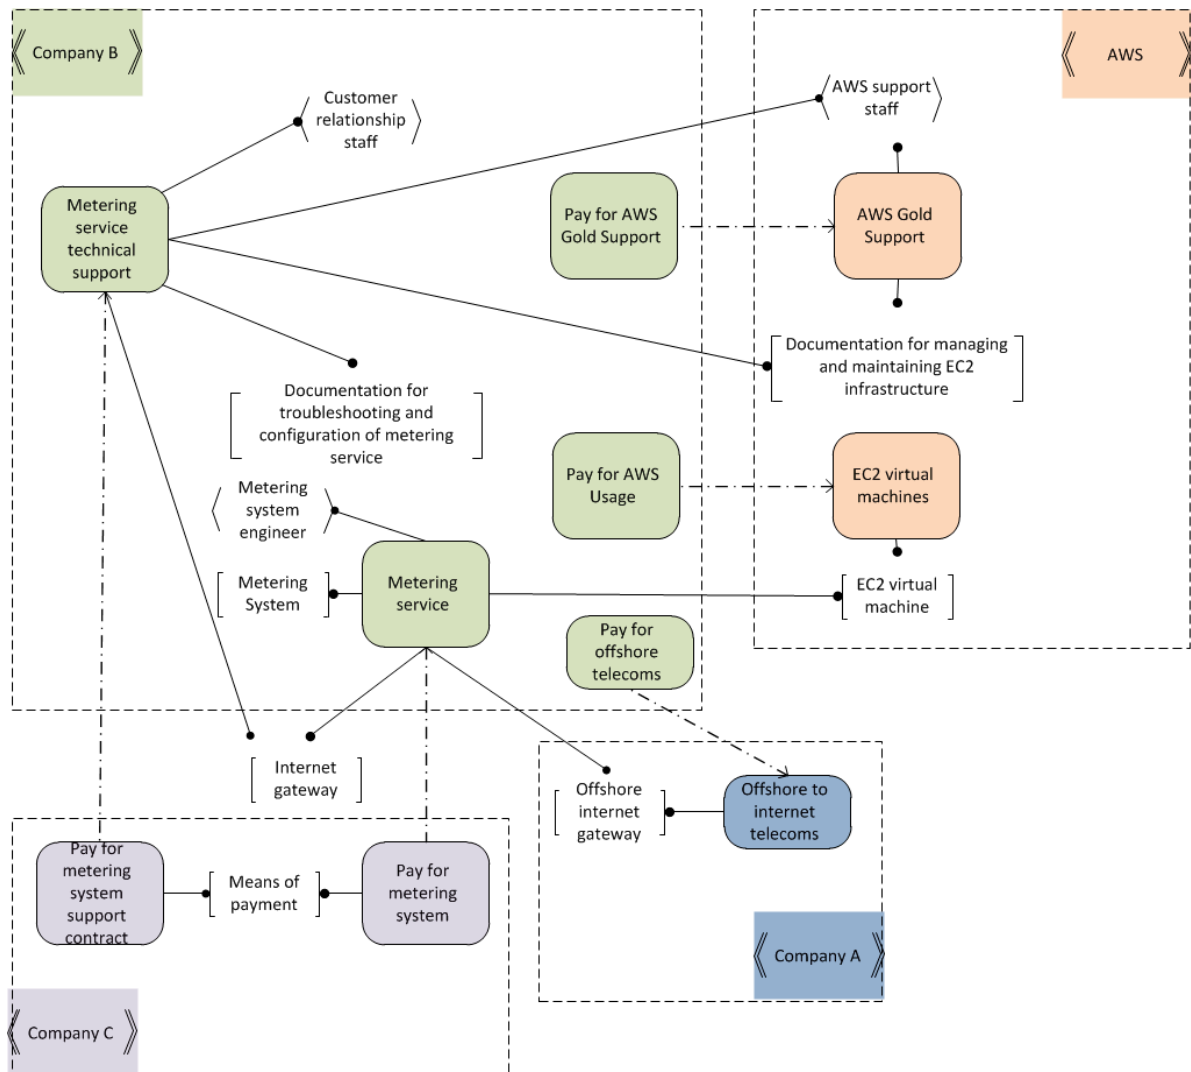 Company B
AWS
Customer
relationship
staff
AWS support
staff
Metering
service
technical
support
Pay for AWS
Gold Support
AWS Gold
Support
Documentation for managing
and maintaining EC2
infrastructure
Documentation for
troubleshooting and
configuration of metering
service
Pay for AWS
Usage
EC2 virtual
machines
Metering
system
engineer
Metering
System
Metering
service
EC2 virtual
machine
Pay for
offshore
telecoms
Internet
gateway
Offshore
internet
gateway
Offshore to
internet
telecoms
Pay for
metering
system
support
contract
Means of
payment
Pay for
metering
system
Company A
Company C